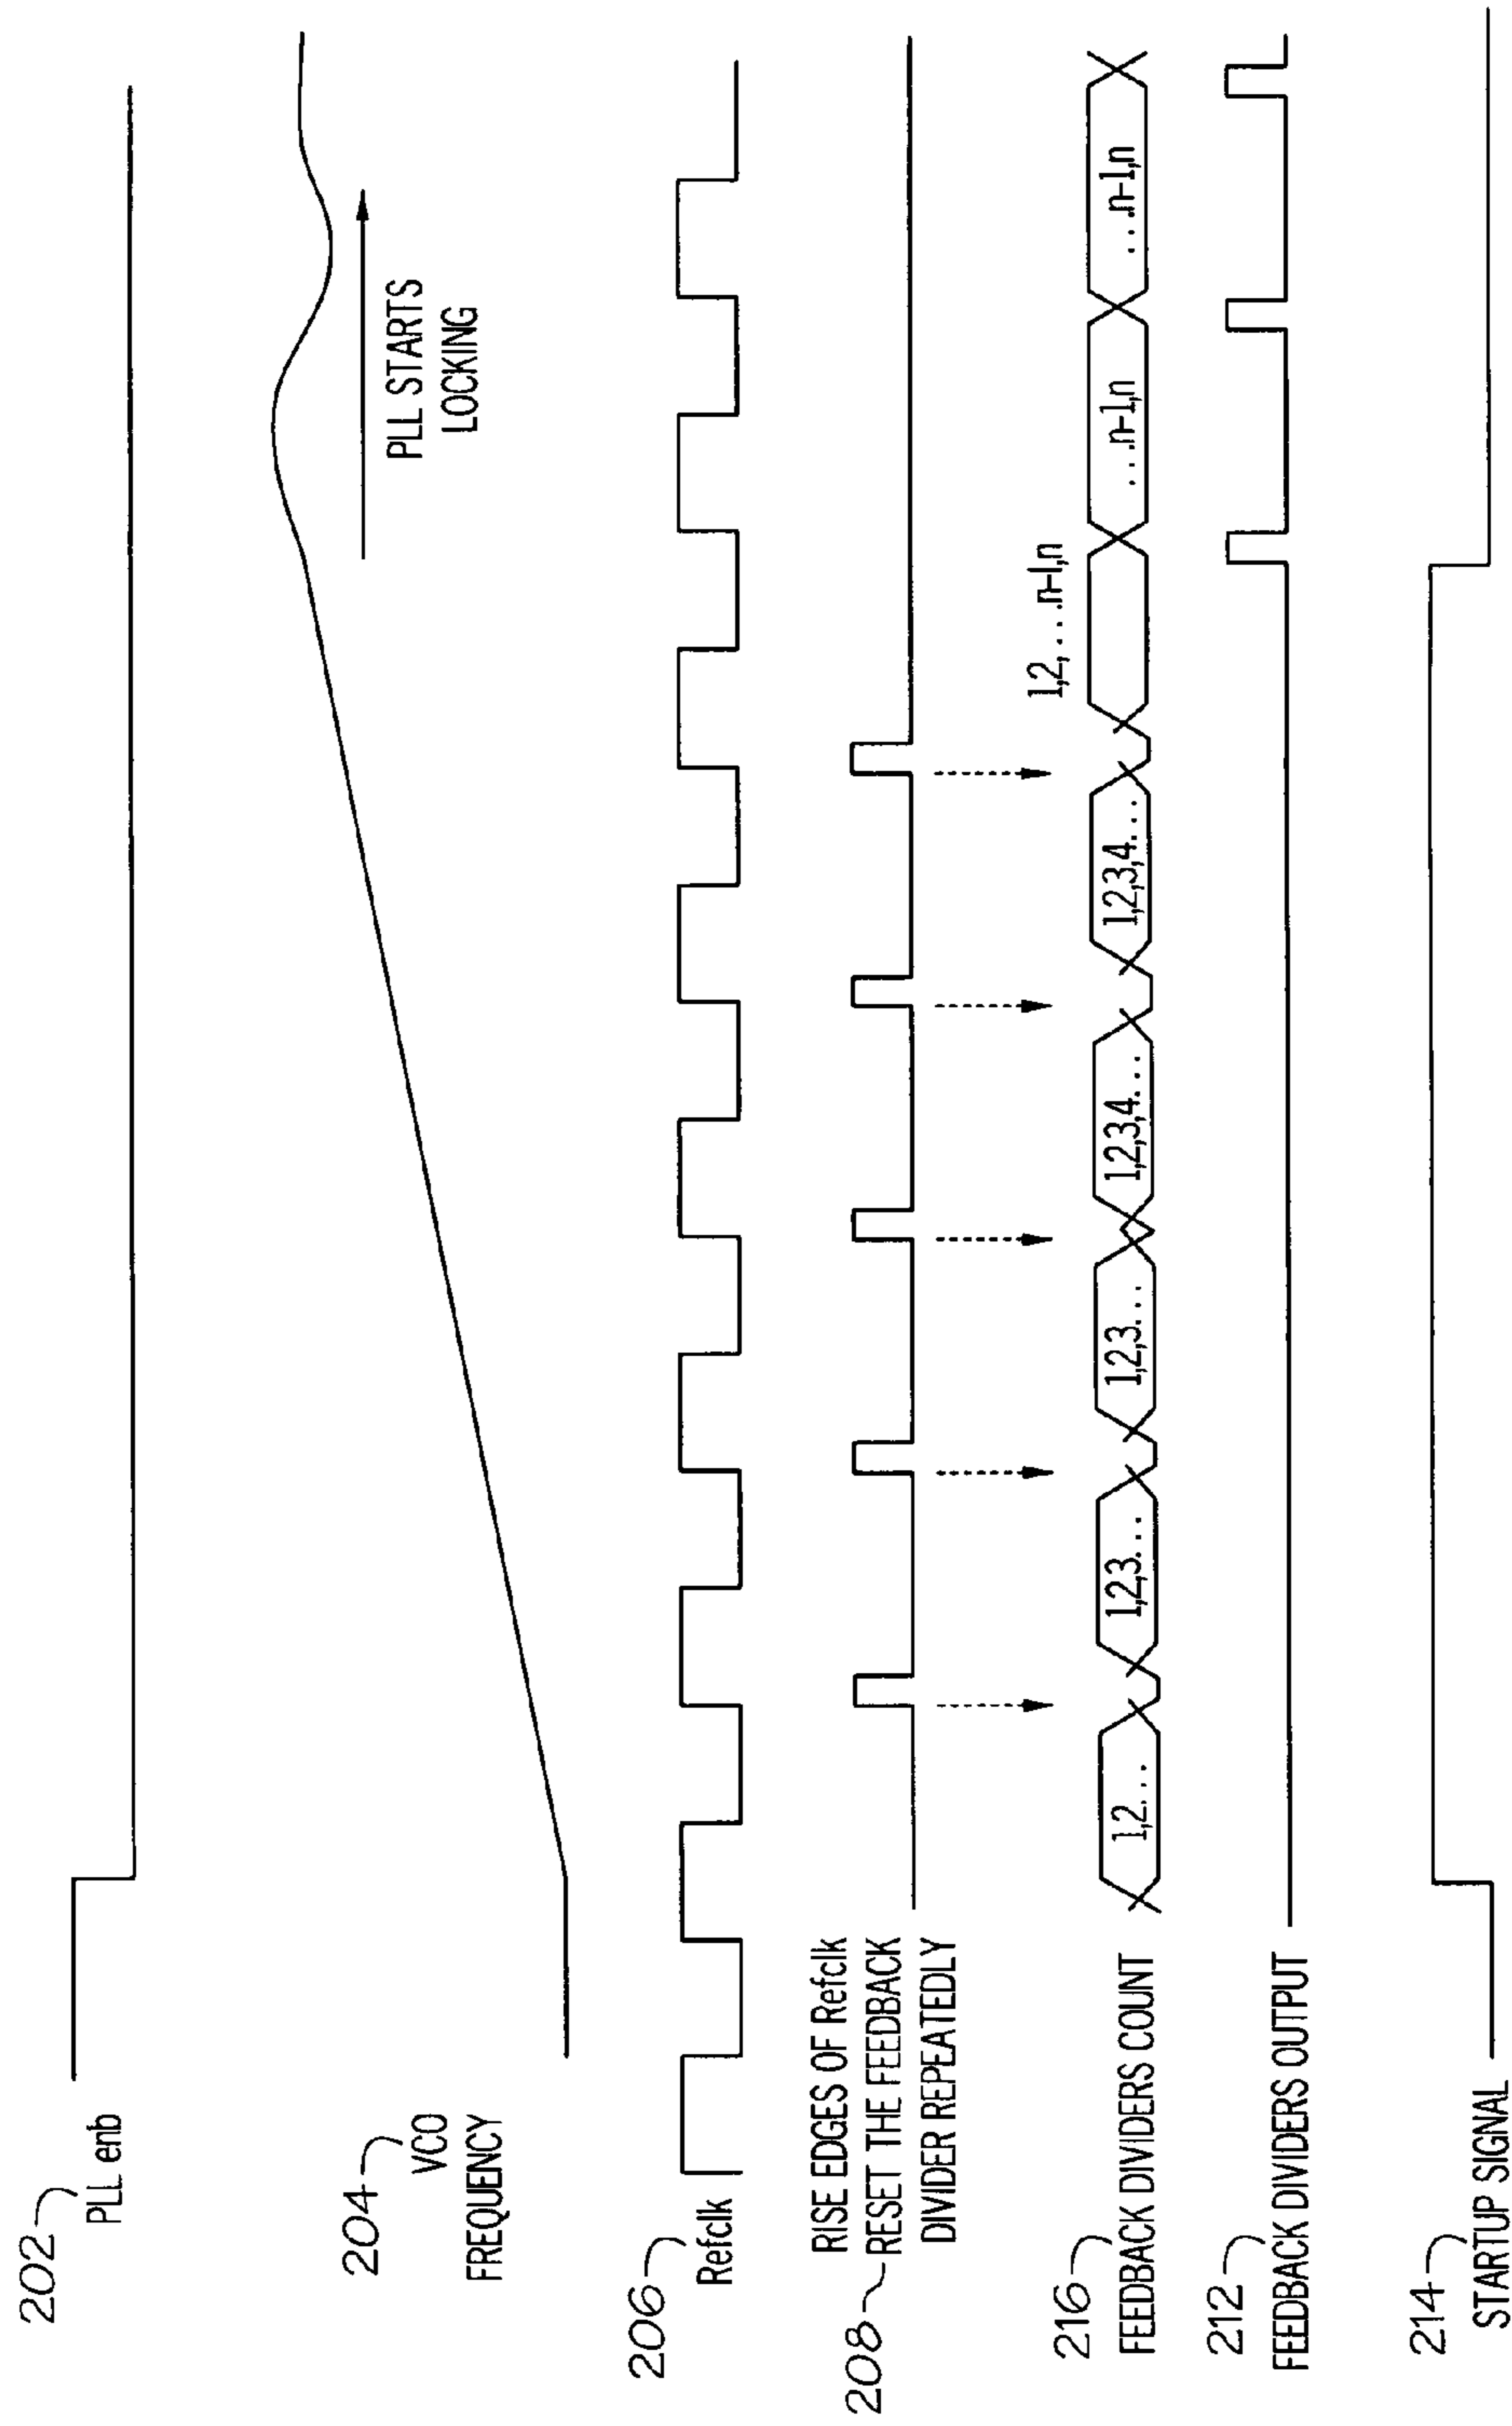 202
PLL enb
204
VCO
FREQUENCY
PLL STARTS
LOCKING
206
Refclk
RISE EDGES OF Refclk
208
RESET THE FEEDBACK
DIVIDER REPEATEDLY
216
FEEDBACK DIVIDERS COUNT
1,2...
1,2,3...
1,2,3...
1,2,3,4...
1,2,3,4...
1,2,...n-1,n
...n-1,n
...n-1,n
212
FEEDBACK DIVIDERS OUTPUT
214
STARTUP SIGNAL